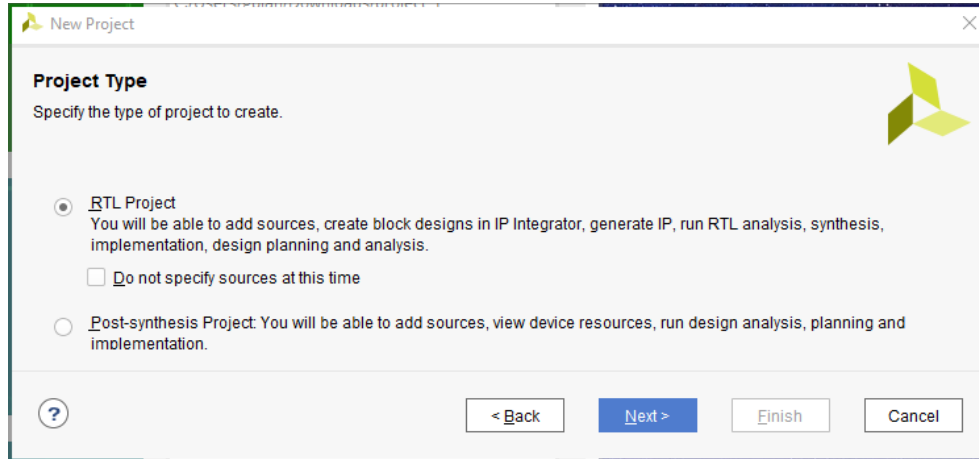 New Project
Project Type
Specify the type of project to create.
RTL Project
You will be able to add sources, create block designs in IP Integrator, generate IP, run RTL analysis, synthesis,
implementation, design planning and analysis.
Do not specify sources at this time
Post-synthesis Project: You will be able to add sources, view device resources, run design analysis, planning and
implementation.
?
< Back
Next >
Finish
Cancel